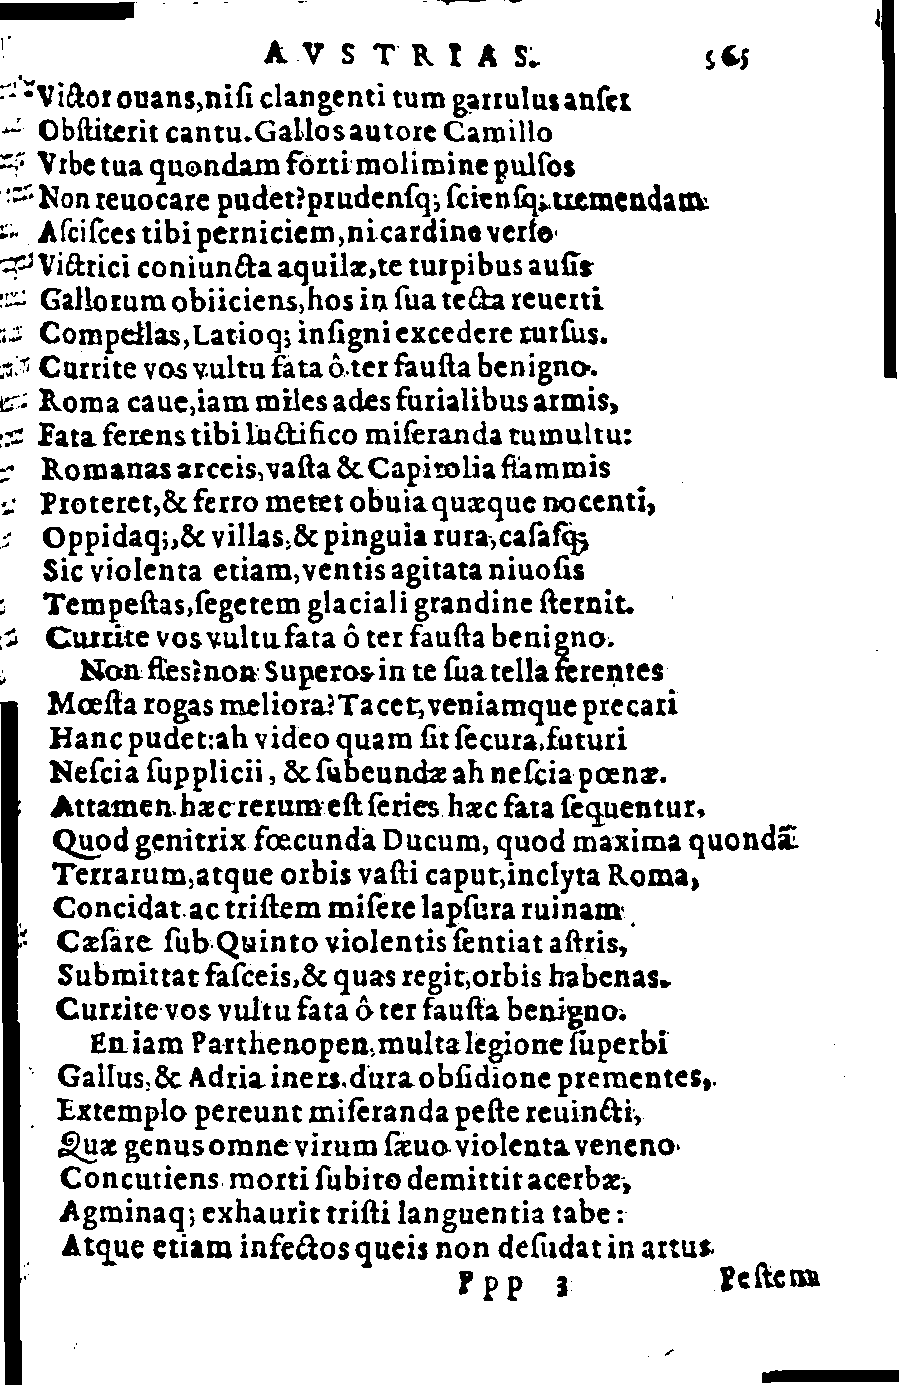 AVSTRIAS. 565
Victor ouans, nisi clangenti tum garrulus anser
Obstiterit cantu. Gallos autore Camillo
Vrbe tua quondam forti molimine pulsos
Non reuocare pudet? prudensq; sciensq; tremendam
Ascisces tibi perniciem, ni cardine verso
Victrici coniuncta aquilæ, te turpibus ausis
Gallorum obiiciens, hos in sua tecta reuerti
Compellas, Latioq; insigni excedere rursus.
Currite vos vultu fata ô ter fausta benigno.
Roma caue, iam miles ades furialibus armis,
Fata ferens tibi luctifico miseranda tumultu:
Romanas arceis, vasta & Capitolia flammis
Proteret, & ferro metet obuia quæque nocenti,
Oppidaq;, & villas, & pinguia rura, casasq;
Sic violenta etiam, ventis agitata niuosis
Tempestas, segetem glaciali grandine sternit.
Currite vos vultu fata ô ter fausta benigno.
Non fles? non Superos in te sua tella ferentes
Mœsta rogas meliora? Tacet, veniamque precari
Hanc pudet: ah video quam sit secura, futuri
Nescia supplicii, & subeundæ ah nescia pœnæ.
Attamen hæc rerum est series hæc fata sequentur,
Quod genitrix fœcunda Ducum, quod maxima quondã
Terrarum, atque orbis vasti caput, inclyta Roma,
Concidat ac tristem misere lapsura ruinam
Cæsare sub Quinto violentis sentiat astris,
Submittat fasceis, & quas regit, orbis habenas.
Currite vos vultu fata ô ter fausta benigno.
En iam Parthenopen, multa legione superbi
Gallus, & Adria iners, dura obsidione prementes,
Extemplo pereunt miseranda peste reuincti,
Quæ genus omne virum sæuo violenta veneno
Concutiens morti subito demittit acerbæ,
Agminaq; exhaurit tristi languentia tabe:
Atque etiam infectos queis non desudat in artus
Ppp 3 Pestem